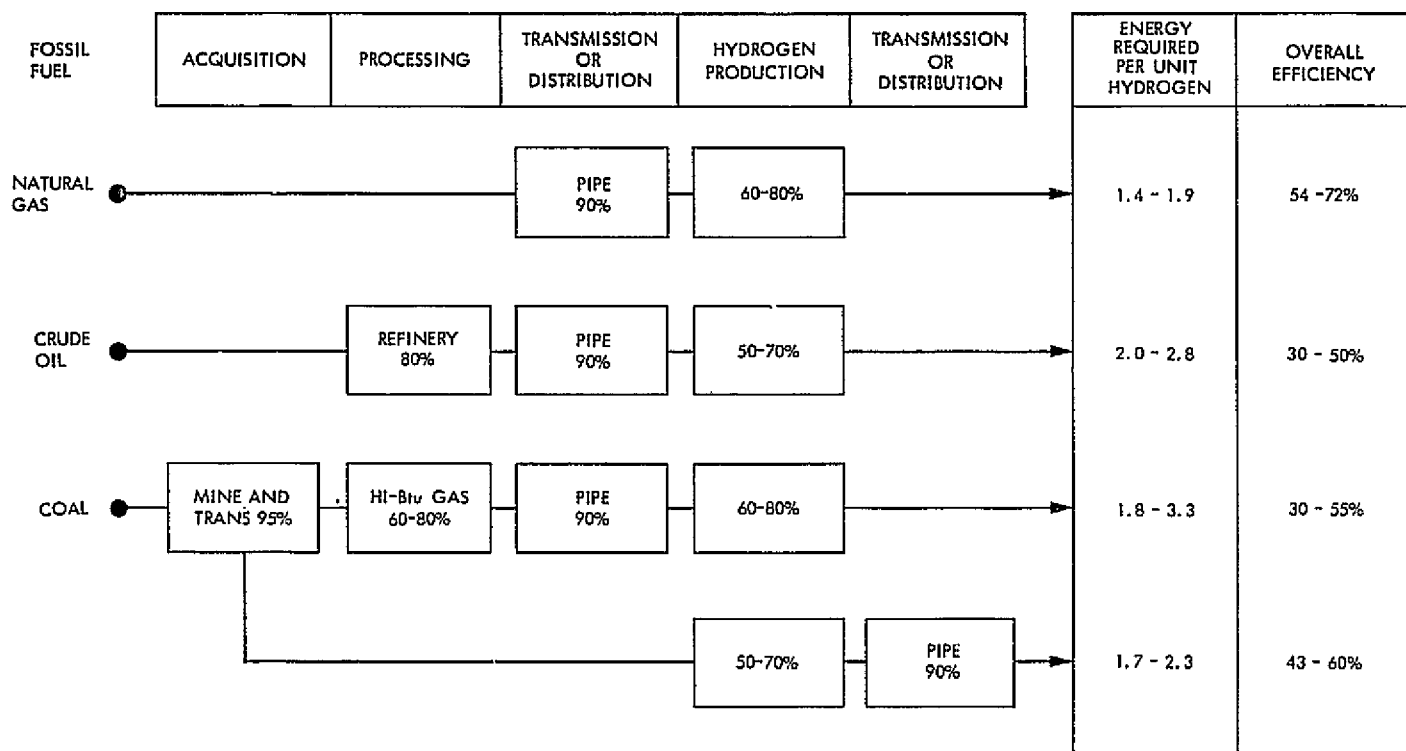 FOSSIL
FUEL
ACQUISITION
PROCESSING
TRANSMISSION
OR
DISTRIBUTION
HYDROGEN
PRODUCTION
TRANSMISSION
OR
DISTRIBUTION
ENERGY
REQUIRED
PER UNIT
HYDROGEN
OVERALL
EFFICIENCY
NATURAL
GAS
PIPE
90%
60-80%
1.4 - 1.9
54 -72%
CRUDE
OIL
REFINERY
80%
PIPE
90%
50-70%
2.0 - 2.8
30 - 50%
COAL
MINE AND
TRANS 95%
HI-Btu GAS
60-80%
PIPE
90%
60-80%
1.8 - 3.3
30 - 55%
50-70%
PIPE
90%
1.7 - 2.3
43 - 60%